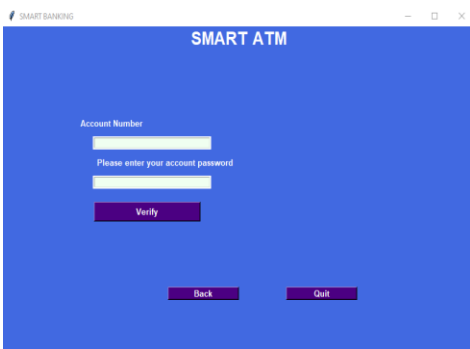 SMART BANKING
SMART ATM
Account Number
Please enter your account password
Verify
Back Quit